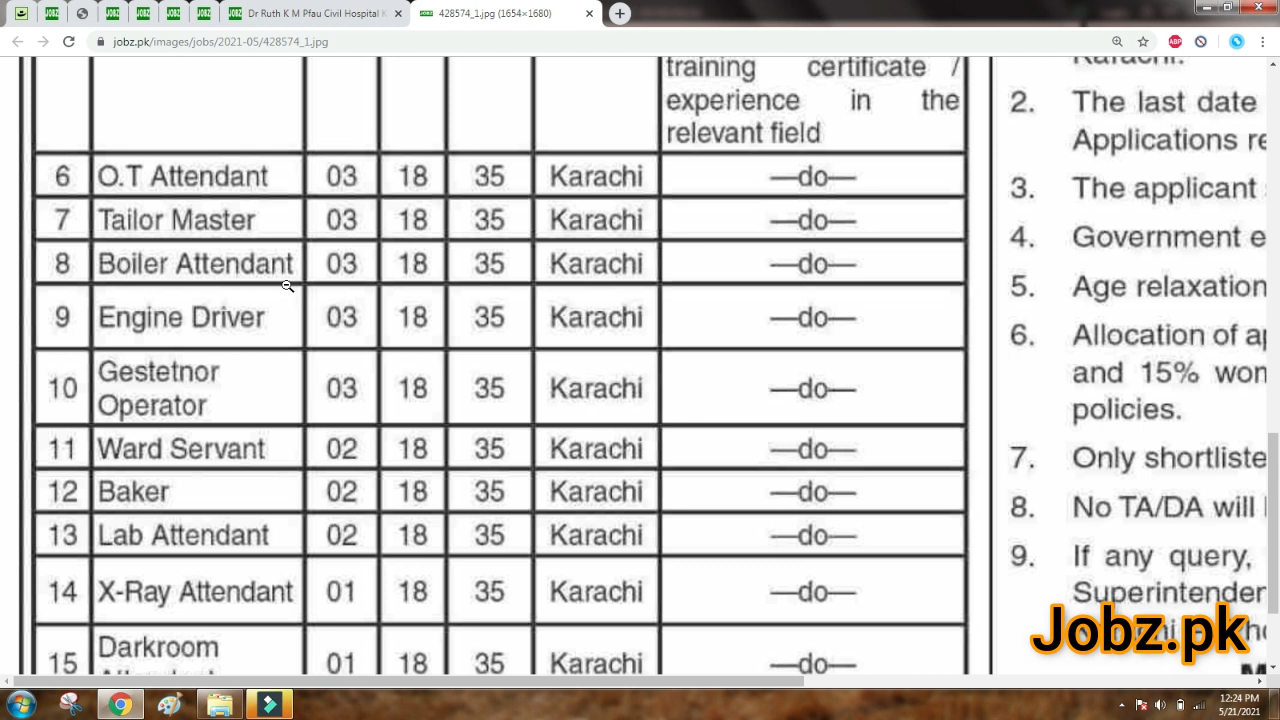 Dr Ruth K M Pfau Civil Hospital K
428574_1.jpg (1654×1680)
jobz.pk/images/jobs/2021-05/428574_1.jpg
training certificate /
experience in the
relevant field
6 O.T Attendant 03 18 35 Karachi —do—
7 Tailor Master 03 18 35 Karachi —do—
8 Boiler Attendant 03 18 35 Karachi —do—
9 Engine Driver 03 18 35 Karachi —do—
10 Gestetnor
Operator 03 18 35 Karachi —do—
11 Ward Servant 02 18 35 Karachi —do—
12 Baker 02 18 35 Karachi —do—
13 Lab Attendant 02 18 35 Karachi —do—
14 X-Ray Attendant 01 18 35 Karachi —do—
15 Darkroom
01 18 35 Karachi —do—
Karachi.
2. The last date
Applications re
3. The applicant
4. Government e
5. Age relaxation
6. Allocation of ap
and 15% wom
policies.
7. Only shortliste
8. No TA/DA will
9. If any query,
Superintender
Jobz.pk
12:24 PM
5/21/2021